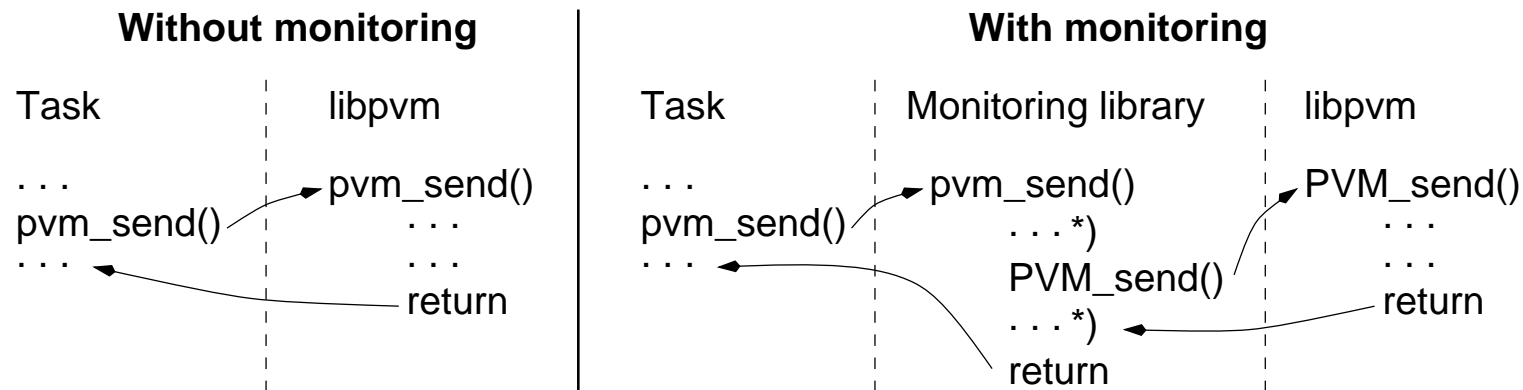 Without monitoring
Task
libpvm
. . .
pvm_send()
. . .
pvm_send()
. . .
. . .
return
With monitoring
Task
Monitoring library
libpvm
. . .
pvm_send()
. . .
pvm_send()
. . . *)
PVM_send()
. . . *)
return
PVM_send()
. . .
. . .
return